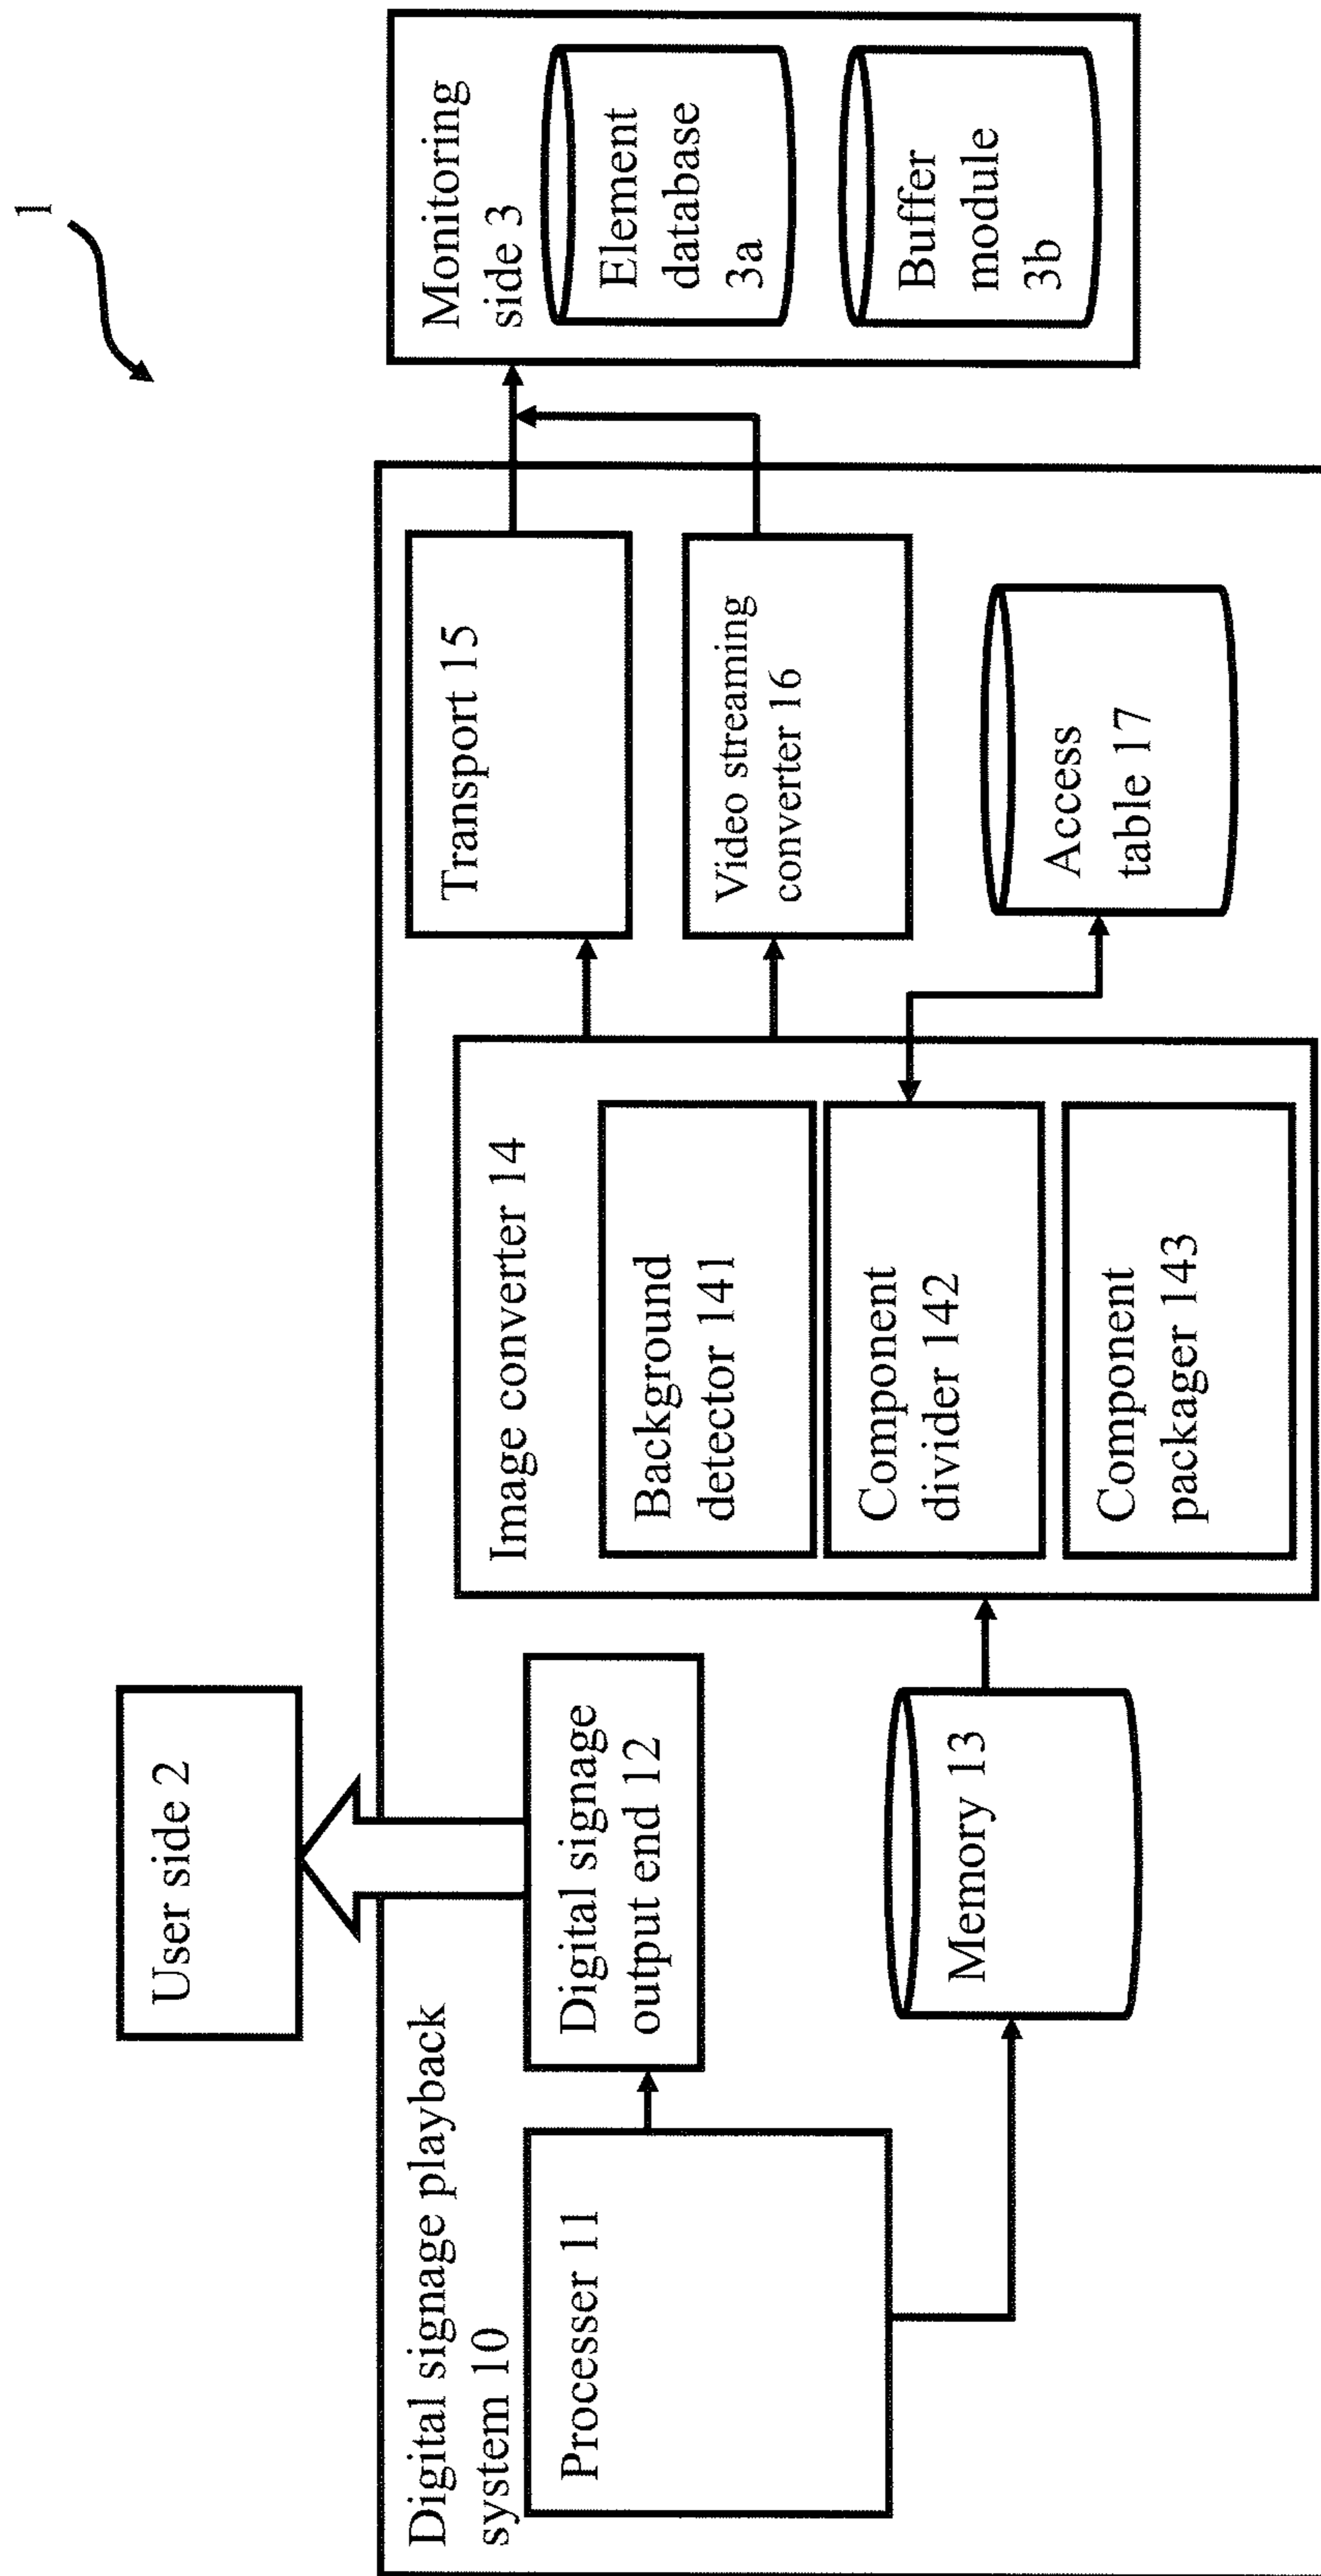 1
User side 2
Digital signage playback
system 10
Processer 11
Digital signage
output end 12
Memory 13
Image converter 14
Background
detector 141
Component
divider 142
Component
packager 143
Transport 15
Video streaming
converter 16
Access
table 17
Monitoring
side 3
Element
database
3a
Buffer
module
3b